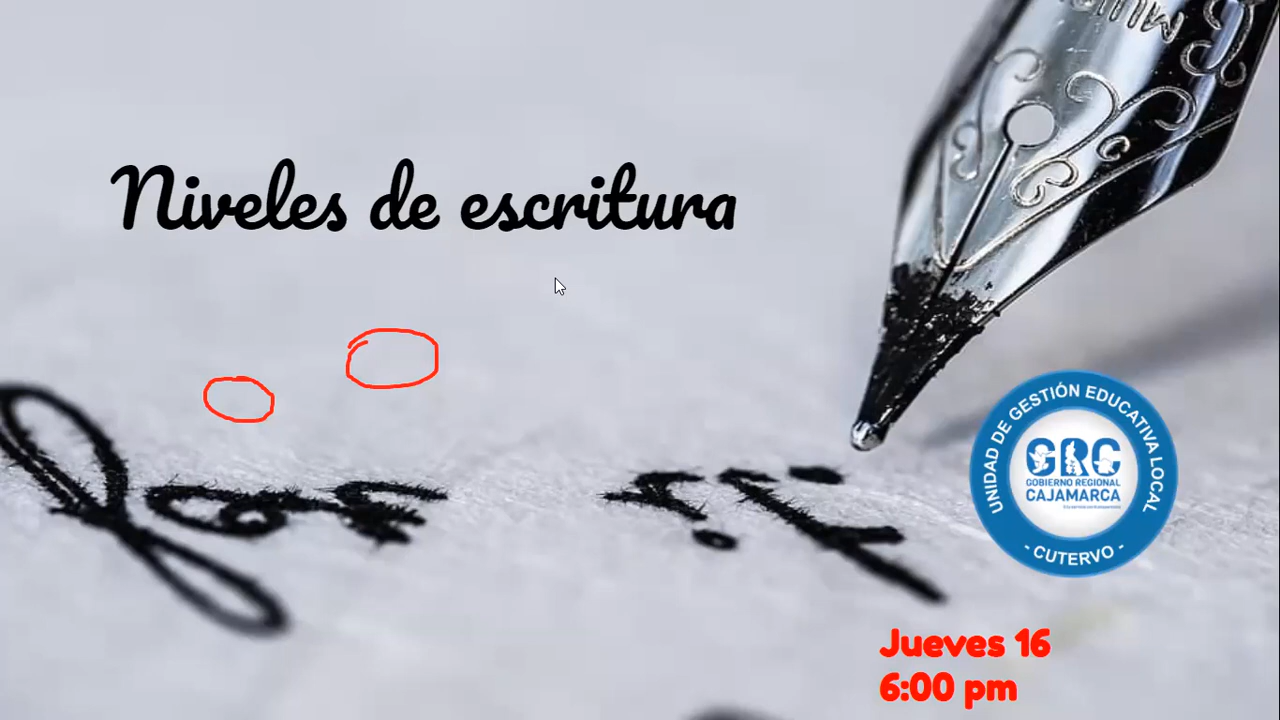 Niveles de escritura
UNIDAD DE GESTIÓN EDUCATIVA LOCAL
GRC
GOBIERNO REGIONAL
CAJAMARCA
- CUTERVO -
Jueves 16
6:00 pm